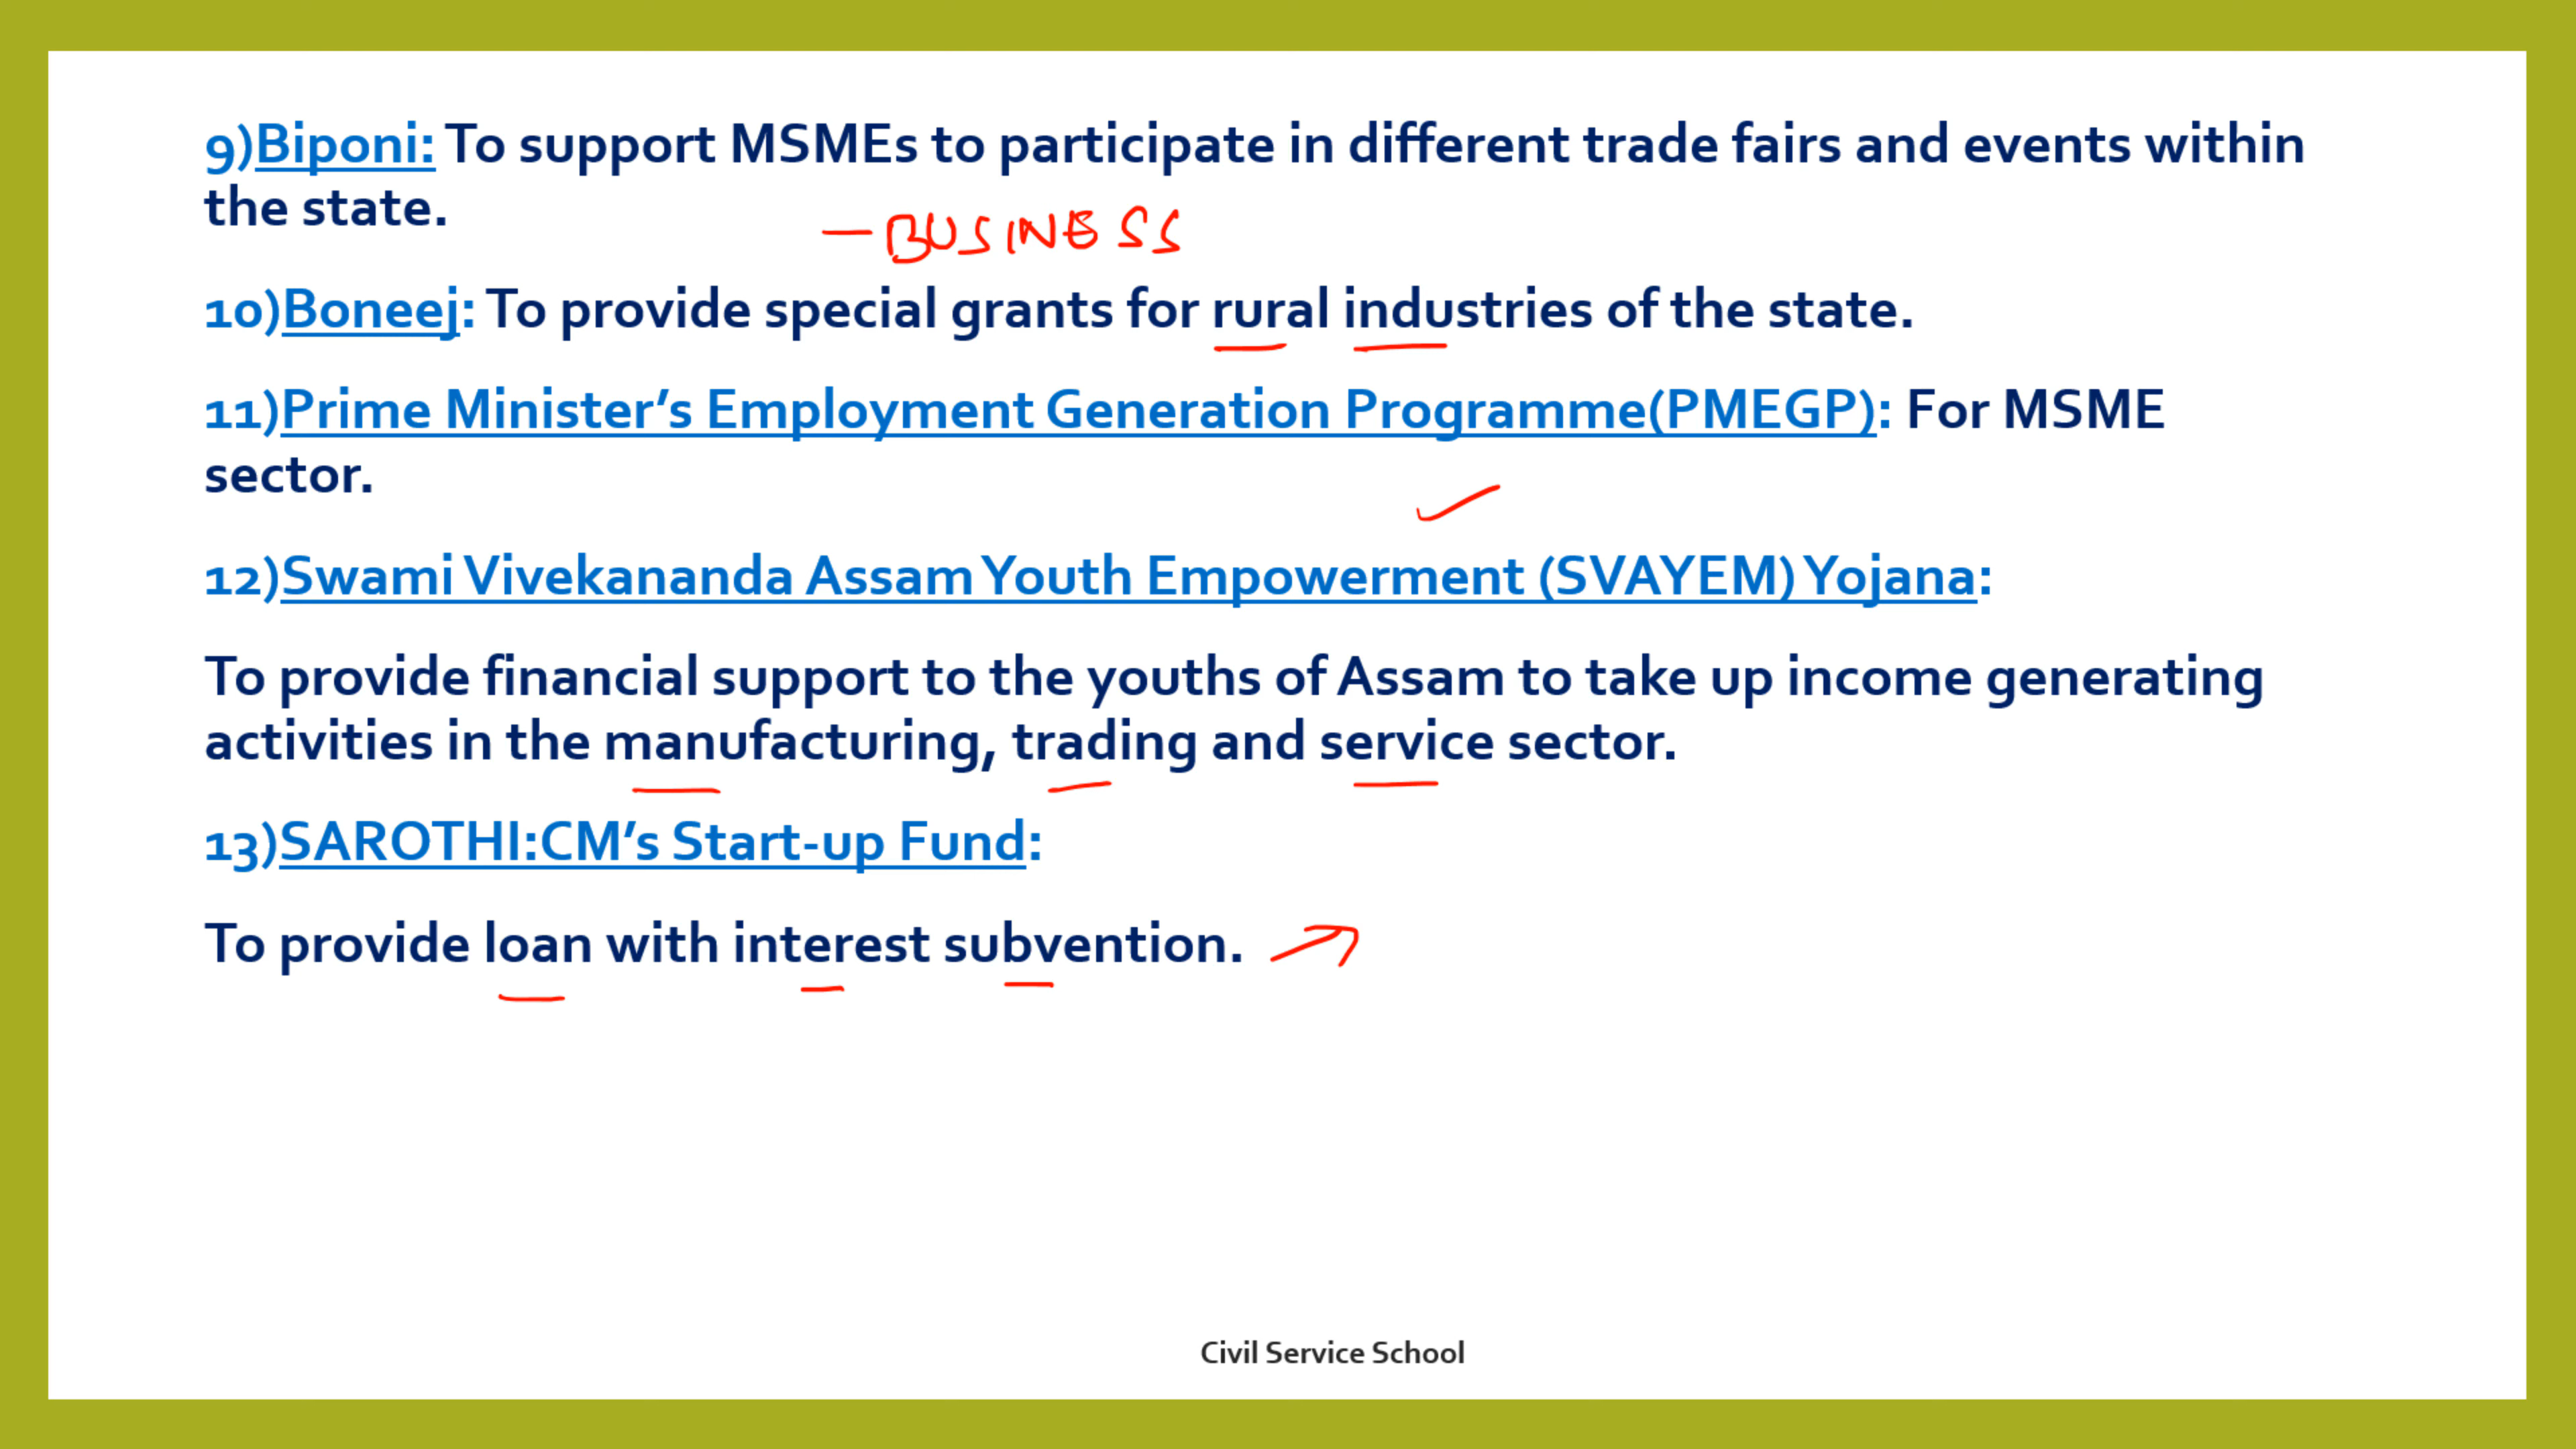 9)Biponi: To support MSMEs to participate in different trade fairs and events within
the state.
— BUSINESS
10)Boneej: To provide special grants for rural industries of the state.
11)Prime Minister’s Employment Generation Programme(PMEGP): For MSME
sector.
12)Swami Vivekananda Assam Youth Empowerment (SVAYEM) Yojana:
To provide financial support to the youths of Assam to take up income generating
activities in the manufacturing, trading and service sector.
13)SAROTHI:CM’s Start-up Fund:
To provide loan with interest subvention.
Civil Service School